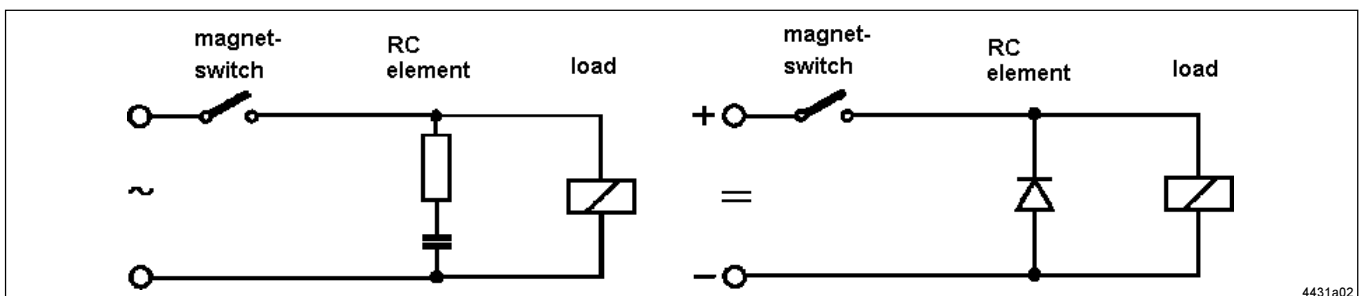 magnet-
switch
RC
element
load
~
magnet-
switch
RC
element
load
+
=
−
4431a02